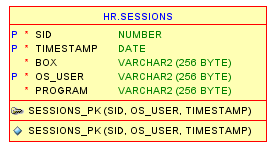 HR.SESSIONS
P * SID NUMBER
P * TIMESTAMP DATE
* BOX VARCHAR2 (256 BYTE)
P * OS_USER VARCHAR2 (256 BYTE)
* PROGRAM VARCHAR2 (256 BYTE)
SESSIONS_PK (SID, OS_USER, TIMESTAMP)
SESSIONS_PK (SID, OS_USER, TIMESTAMP)